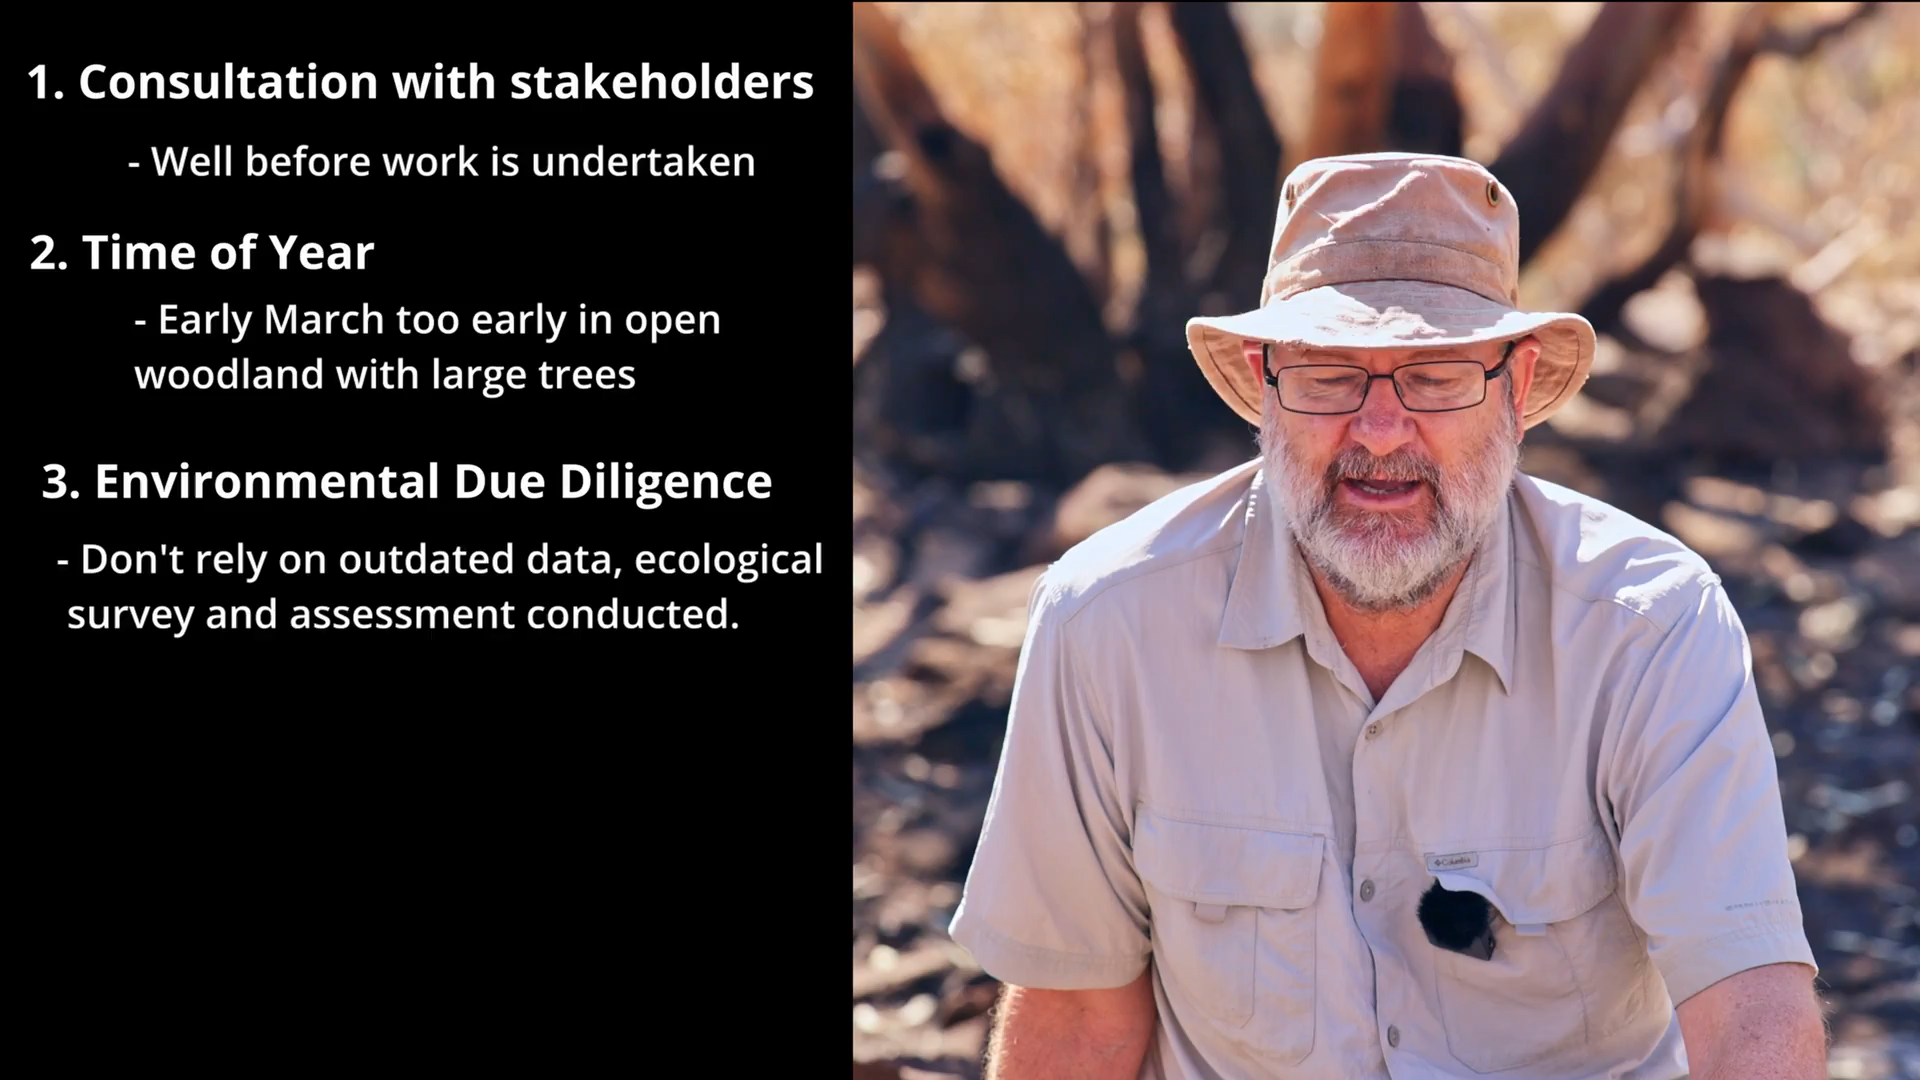 1. Consultation with stakeholders
- Well before work is undertaken
2. Time of Year
- Early March too early in open
woodland with large trees
3. Environmental Due Diligence
- Don't rely on outdated data, ecological
survey and assessment conducted.
Columbia